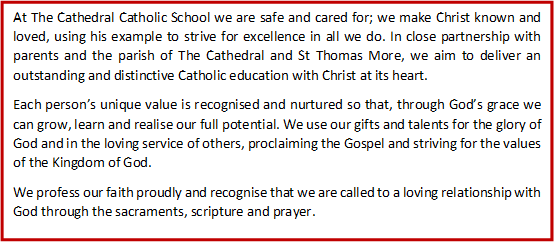 At The Cathedral Catholic School we are safe and cared for; we make Christ known and
loved, using his example to strive for excellence in all we do. In close partnership with
parents and the parish of The Cathedral and St Thomas More, we aim to deliver an
outstanding and distinctive Catholic education with Christ at its heart.
Each person’s unique value is recognised and nurtured so that, through God’s grace we
can grow, learn and realise our full potential. We use our gifts and talents for the glory of
God and in the loving service of others, proclaiming the Gospel and striving for the values
of the Kingdom of God.
We profess our faith proudly and recognise that we are called to a loving relationship with
God through the sacraments, scripture and prayer.